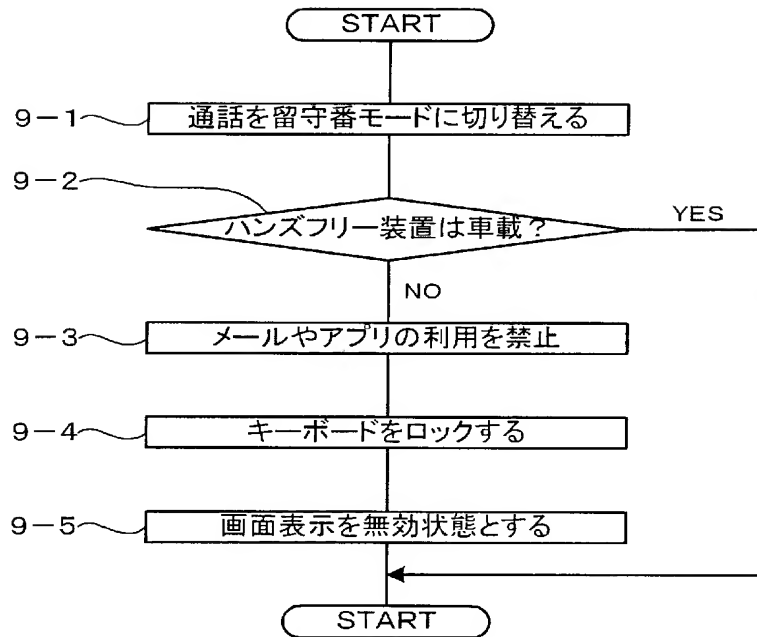 START
9-1 通話を留守番モードに切り替える
9-2
ハンズフリー装置は車載？ YES
NO
9-3 メールやアプリの利用を禁止
9-4 キーボードをロックする
9-5 画面表示を無効状態とする
START